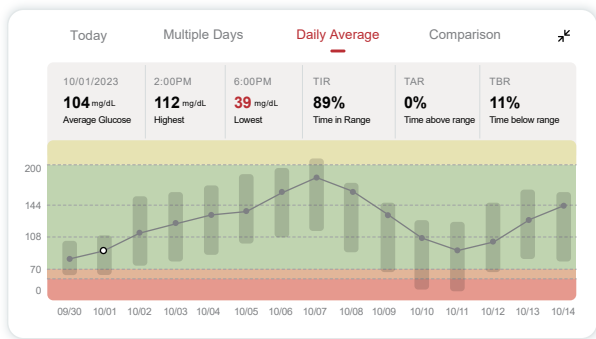 Today Multiple Days Daily Average Comparison
10/01/2023 2:00PM 6:00PM TIR TAR TBR
104 mg/dL 112 mg/dL 39 mg/dL 89% 0% 11%
Average Glucose Highest Lowest Time in Range Time above range Time below range
200
144
108
70
0
09/30 10/01 10/02 10/03 10/04 10/05 10/06 10/07 10/08 10/09 10/10 10/11 10/12 10/13 10/14